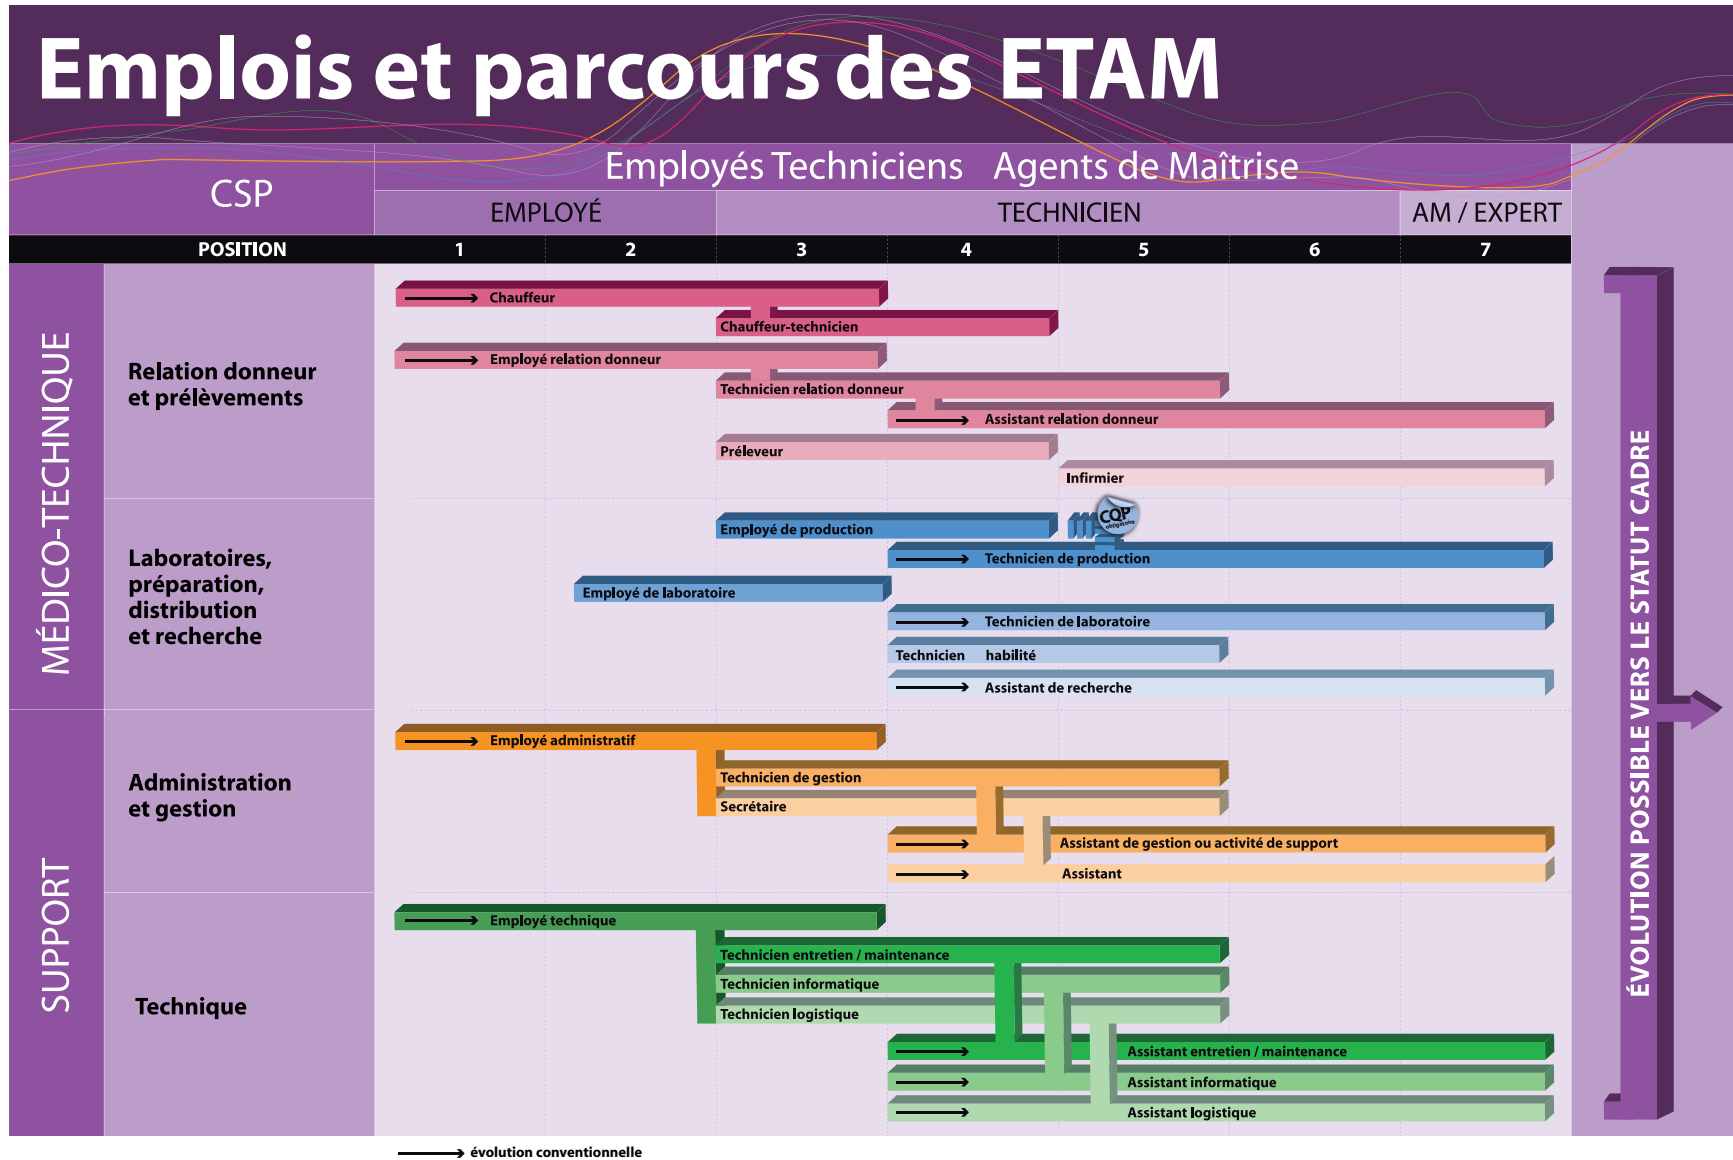 Emplois et parcours des ETAM
CSP
Employés Techniciens Agents de Maîtrise
EMPLOYÉ
TECHNICIEN
AM / EXPERT
POSITION
1
2
3
4
5
6
7
MÉDICO-TECHNIQUE
Relation donneur
et prélèvements
Chauffeur
Chauffeur-technicien
Employé relation donneur
Technicien relation donneur
Assistant relation donneur
Préleveur
Infirmier
Laboratoires,
préparation,
distribution
et recherche
Employé de production
CQP
obligatoire
Technicien de production
Employé de laboratoire
Technicien de laboratoire
Technicien habilité
Assistant de recherche
SUPPORT
Administration
et gestion
Employé administratif
Technicien de gestion
Secrétaire
Assistant de gestion ou activité de support
Assistant
Technique
Employé technique
Technicien entretien / maintenance
Technicien informatique
Technicien logistique
Assistant entretien / maintenance
Assistant informatique
Assistant logistique
ÉVOLUTION POSSIBLE VERS LE STATUT CADRE
évolution conventionnelle